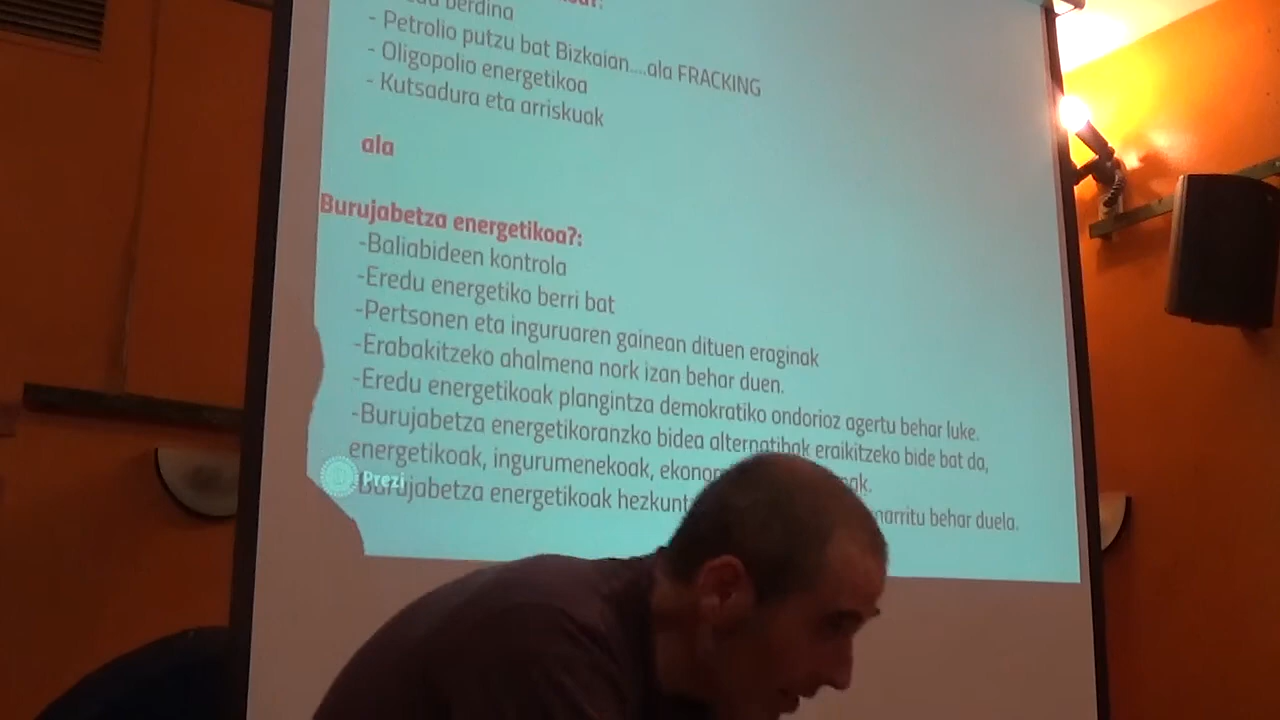 berdina
- Petrolio putzu bat Bizkaian....ala FRACKING
- Oligopolio energetikoa
- Kutsadura eta arriskuak
ala
Burujabetza energetikoa?:
-Baliabideen kontrola
-Eredu energetiko berri bat
-Pertsonen eta inguruaren gainean dituen eraginak
-Erabakitzeko ahalmena nork izan behar duen.
-Eredu energetikoak plangintza demokratiko ondorioz agertu behar luke.
-Burujabetza energetikoranzko bidea alternatibak eraikitzeko bide bat da,
energetikoak, ingurumenekoak,
-Burujabetza energetikoak behar duela.
Prezi